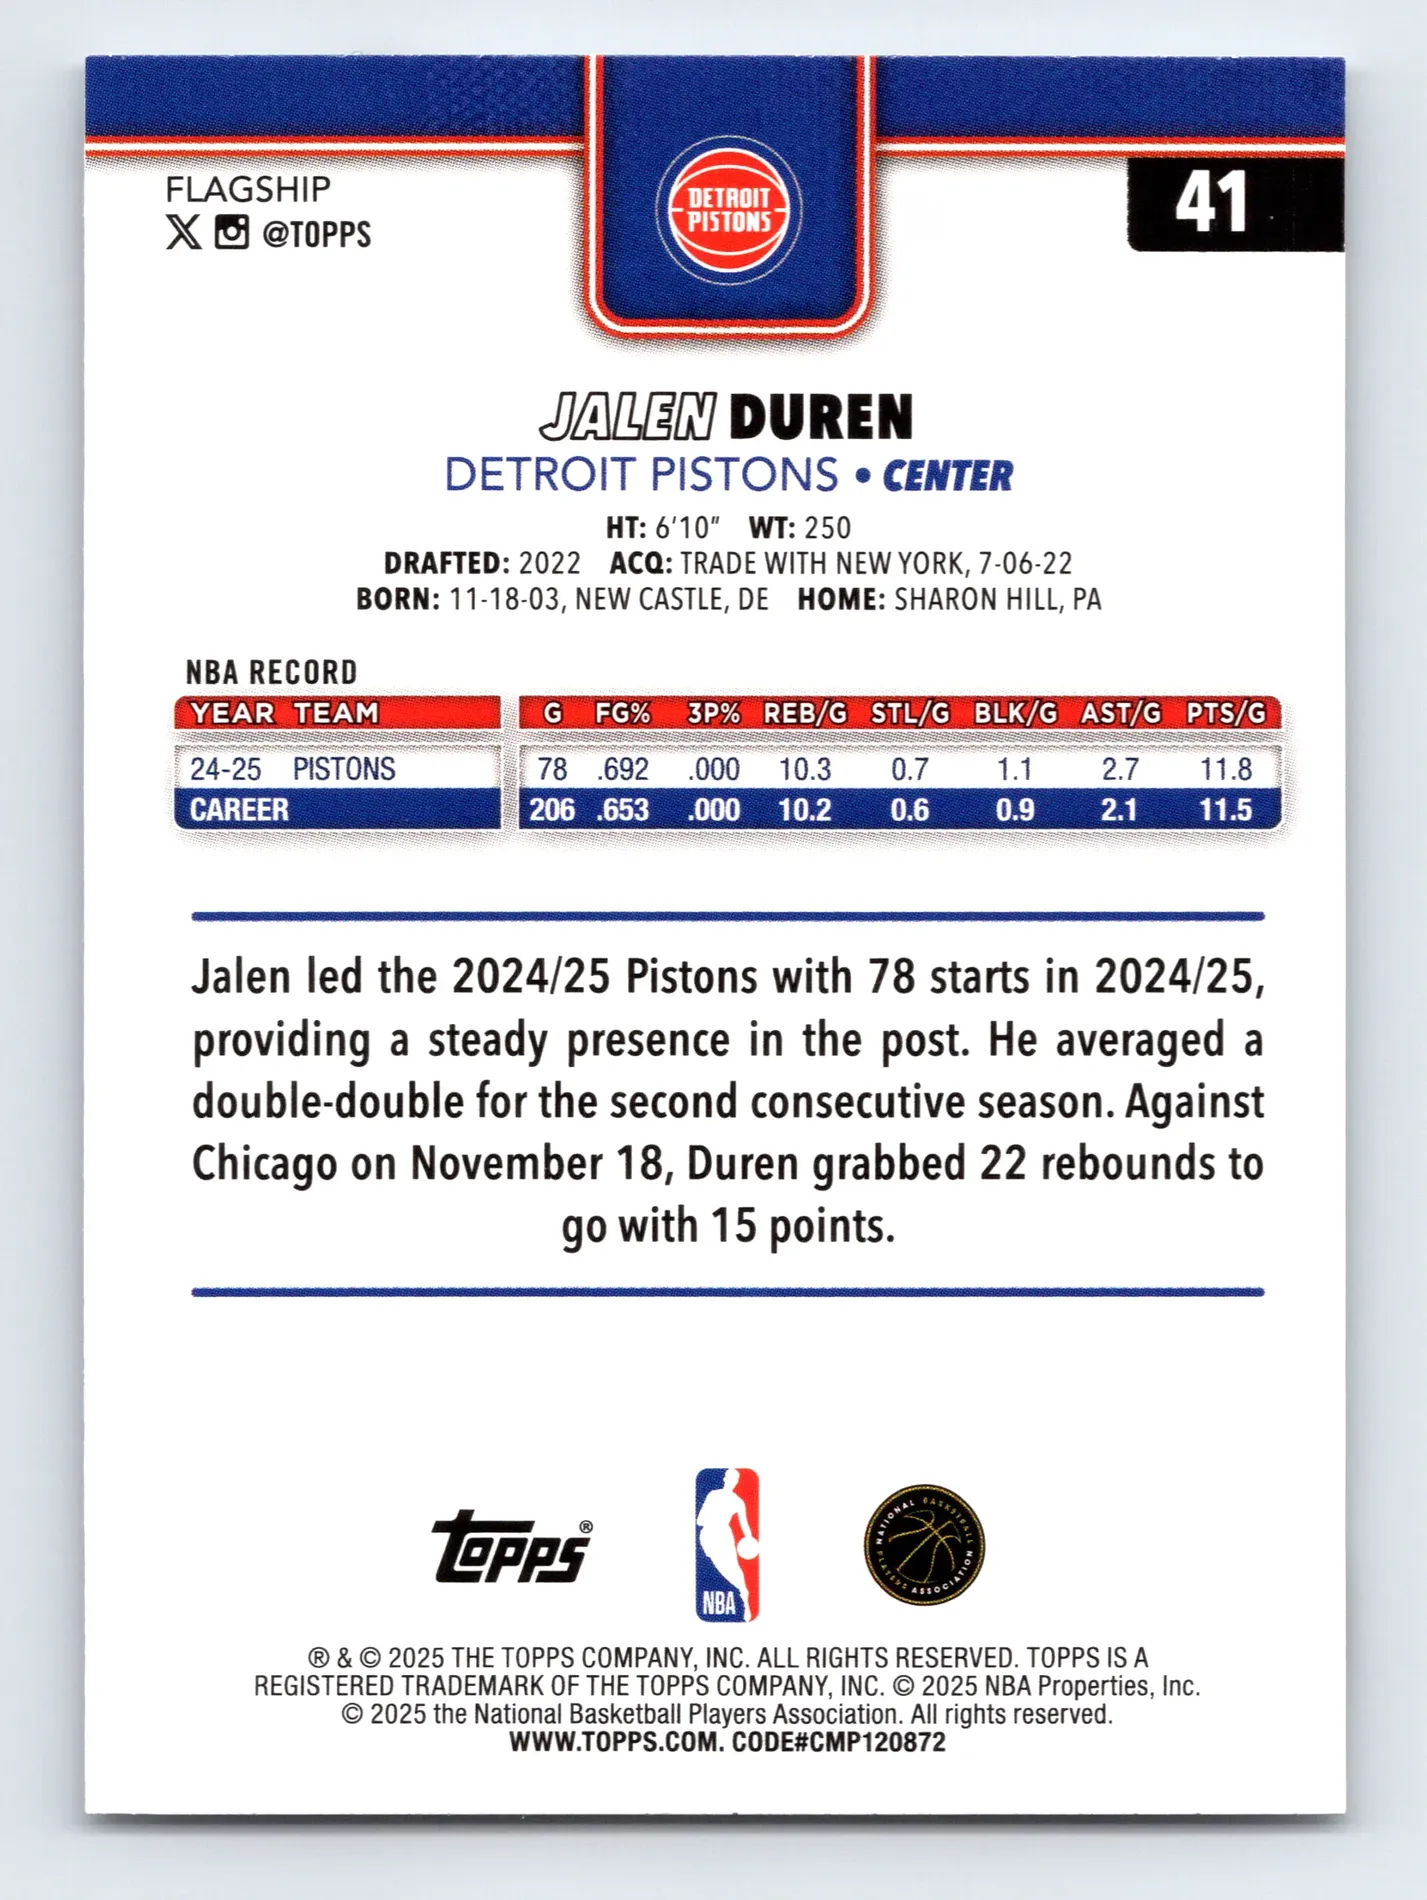 DETROIT
PISTONS
FLAGSHIP
@TOPPS
41
JALEN DUREN
DETROIT PISTONS • CENTER
HT: 6'10" WT: 250
DRAFTED: 2022 ACQ: TRADE WITH NEW YORK, 7-06-22
BORN: 11-18-03, NEW CASTLE, DE HOME: SHARON HILL, PA
NBA RECORD
YEAR TEAM G FG% 3P% REB/G STL/G BLK/G AST/G PTS/G
24-25 PISTONS 78 .692 .000 10.3 0.7 1.1 2.7 11.8
CAREER 206 .653 .000 10.2 0.6 0.9 2.1 11.5
Jalen led the 2024/25 Pistons with 78 starts in 2024/25,
providing a steady presence in the post. He averaged a
double-double for the second consecutive season. Against
Chicago on November 18, Duren grabbed 22 rebounds to
go with 15 points.
Topps®
NBA
NATIONAL BASKETBALL PLAYERS ASSOCIATION
® & © 2025 THE TOPPS COMPANY, INC. ALL RIGHTS RESERVED. TOPPS IS A
REGISTERED TRADEMARK OF THE TOPPS COMPANY, INC. © 2025 NBA Properties, Inc.
© 2025 the National Basketball Players Association. All rights reserved.
WWW.TOPPS.COM. CODE#CMP120872